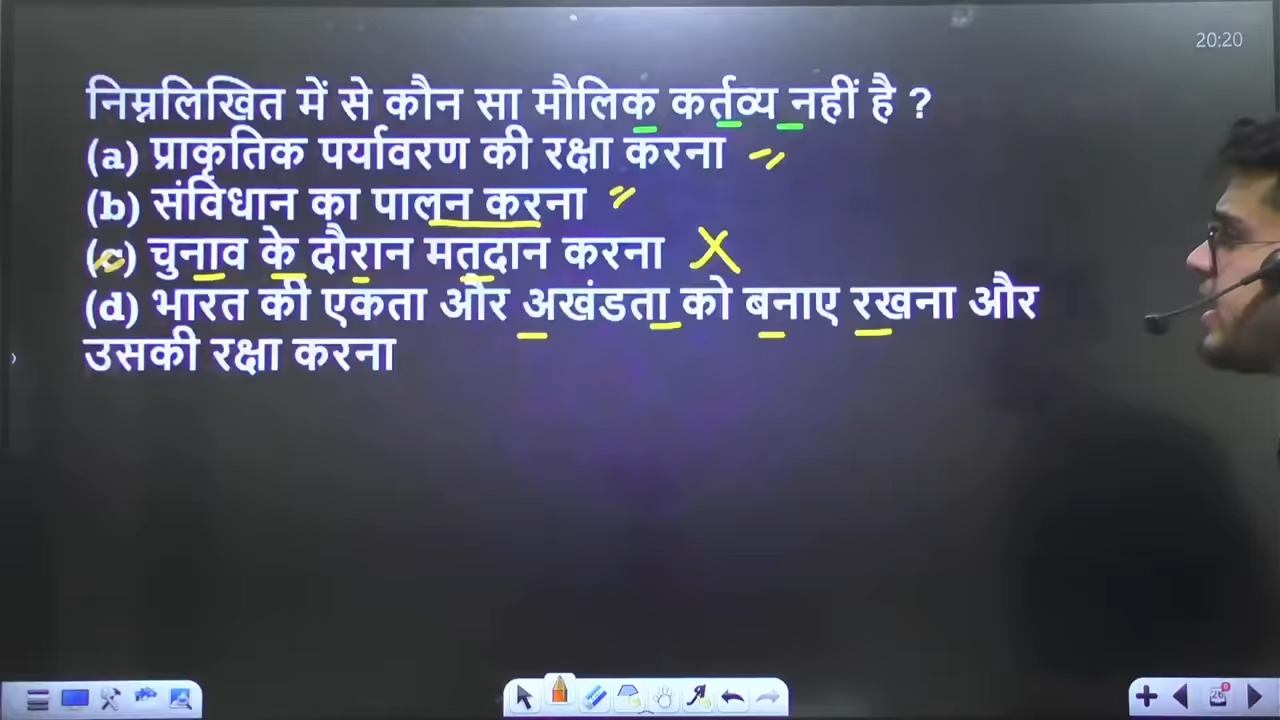 20:20
निम्नलिखित में से कौन सा मौलिक कर्तव्य नहीं है ?
(a) प्राकृतिक पर्यावरण की रक्षा करना
(b) संविधान का पालन करना
(c) चुनाव के दौरान मतदान करना
(d) भारत की एकता और अखंडता को बनाए रखना और
उसकी रक्षा करना